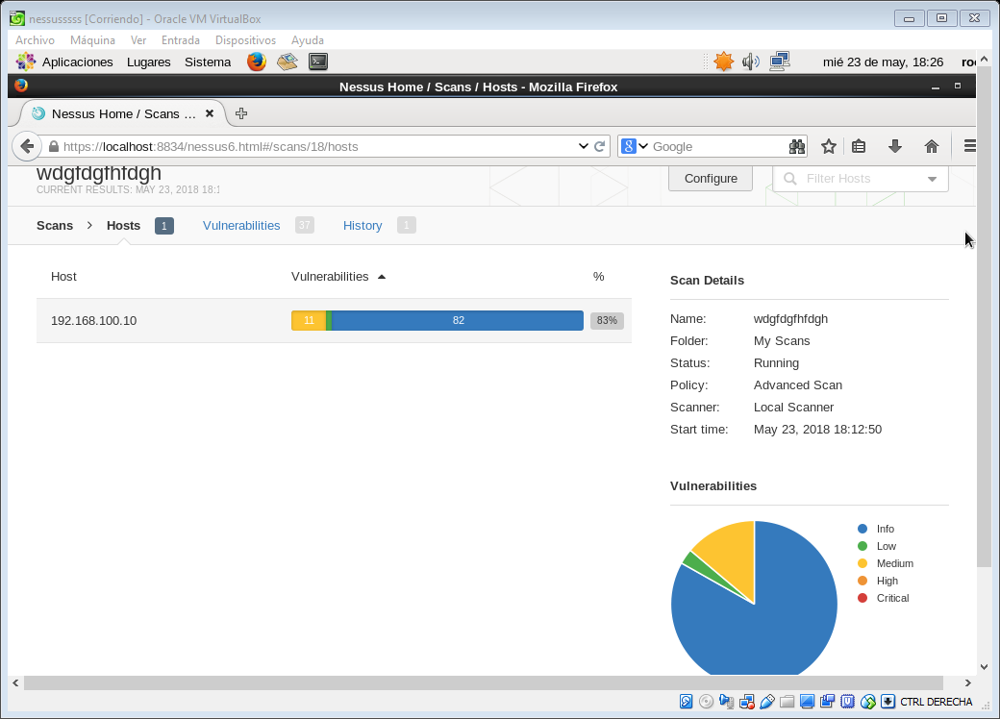 nessusssss [Corriendo] - Oracle VM VirtualBox
Archivo Máquina Ver Entrada Dispositivos Ayuda
Aplicaciones Lugares Sistema mié 23 de may, 18:26 roo
Nessus Home / Scans / Hosts - Mozilla Firefox
Nessus Home / Scans ...
https://localhost:8834/nessus6.html#/scans/18/hosts Google
wdgfdgfhfdgh Configure Filter Hosts
CURRENT RESULTS: MAY 23, 2018 18:1
Scans > Hosts 1 Vulnerabilities 37 History 1
Host Vulnerabilities %
192.168.100.10 11 82 83%
Scan Details
Name: wdgfdgfhfdgh
Folder: My Scans
Status: Running
Policy: Advanced Scan
Scanner: Local Scanner
Start time: May 23, 2018 18:12:50
Vulnerabilities
Info
Low
Medium
High
Critical
CTRL DERECHA